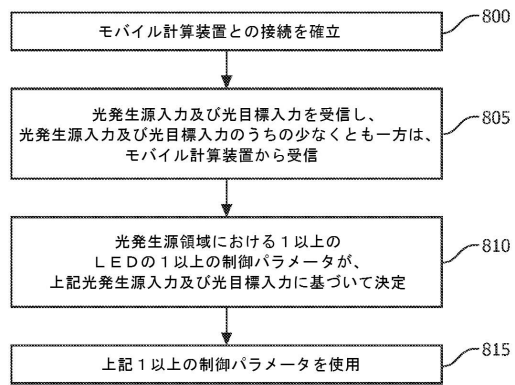 モバイル計算装置との接続を確立
800
光発生源入力及び光目標入力を受信し、
光発生源入力及び光目標入力のうちの少なくとも一方は、
モバイル計算装置から受信
805
光発生源領域における1以上の
LEDの1以上の制御パラメータが、
上記光発生源入力及び光目標入力に基づいて決定
810
上記1以上の制御パラメータを使用
815